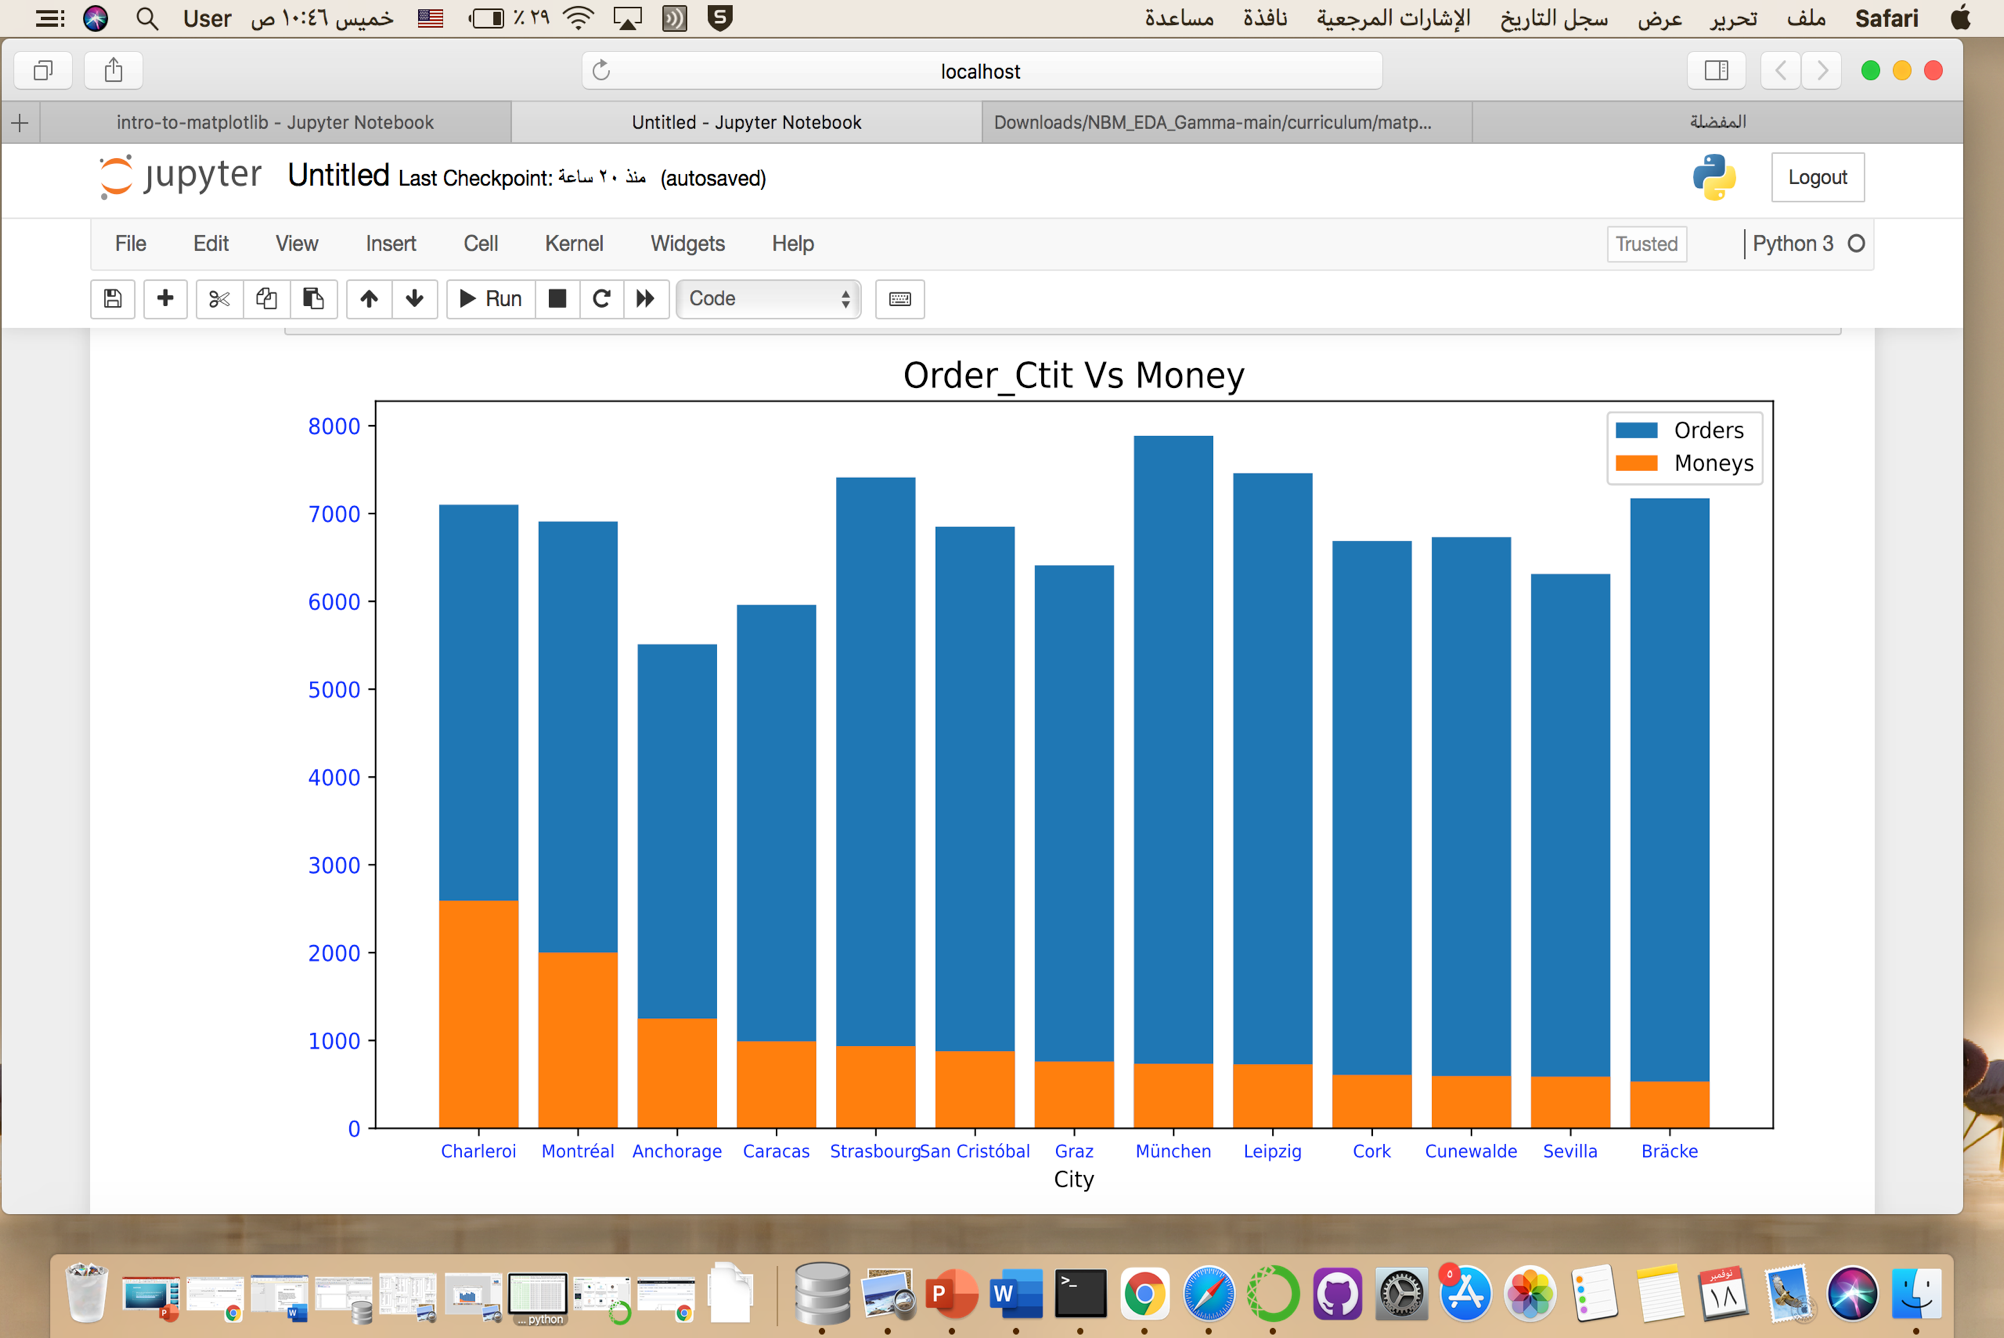 User خميس ١٠:٤٦ ص ٪ ٢٩ S مساعدة نافذة الإشارات المرجعية سجل التاريخ عرض تحرير ملف Safari
localhost
intro-to-matplotlib - Jupyter Notebook Untitled - Jupyter Notebook Downloads/NBM_EDA_Gamma-main/curriculum/matp... المفضلة
jupyter Untitled Last Checkpoint: منذ ٢٠ ساعة (autosaved) Logout
File Edit View Insert Cell Kernel Widgets Help Trusted Python 3
Run Code
Order_Ctit Vs Money
8000
7000
6000
5000
4000
3000
2000
1000
0
Orders
Moneys
Charleroi Montréal Anchorage Caracas Strasbourg San Cristóbal Graz München Leipzig Cork Cunewalde Sevilla Bräcke
City
... python
P W >_ ٥ نوفمبر ١٨